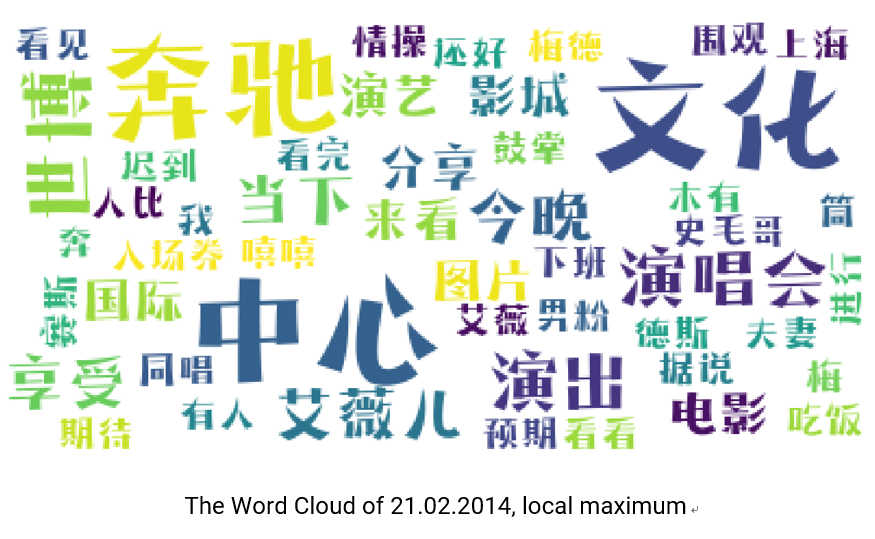 看见 奔驰 情操 还好 梅德 围观 上海
世博 演艺 影城 文化
迟到 看完 分享 鼓掌
人比 我 当下 来看 今晚 木有 筒
奔 入场券 嘻嘻 下班 史毛哥
赛斯 国际 中心 图片 演唱会 进行
艾薇 男粉 德斯 夫妻
享受 同唱 演出 据说 梅
期待 有人 艾薇儿 预期 看看 电影 吃饭
The Word Cloud of 21.02.2014, local maximum